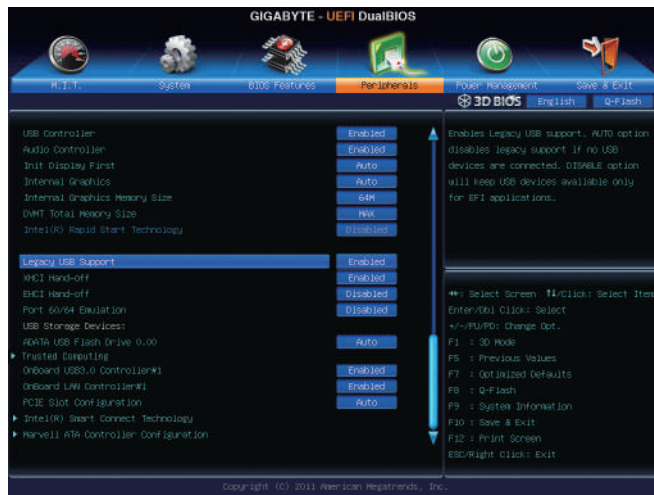 GIGABYTE - UEFI DualBIOS
M.I.T. System BIOS Features Peripherals Power Management Save & Exit
3D BIOS English Q-Flash
USB Controller Enabled
Audio Controller Enabled
Init Display First Auto
Internal Graphics Auto
Internal Graphics Memory Size 64M
DVMT Total Memory Size MAX
Intel(R) Rapid Start Technology Disabled
Legacy USB Support Enabled
XHCI Hand-off Enabled
EHCI Hand-off Disabled
Port 60/64 Emulation Disabled
USB Storage Devices:
ADATA USB Flash Drive 0.00 Auto
Trusted Computing
OnBoard USB3.0 Controller#1 Enabled
OnBoard LAN Controller#1 Enabled
PCIE Slot Configuration Auto
Intel(R) Smart Connect Technology
Marvell ATA Controller Configuration
Enables Legacy USB support. AUTO option
disables legacy support if no USB
devices are connected. DISABLE option
will keep USB devices available only
for EFI applications.
↔: Select Screen ↑↓/Click: Select Item
Enter/Dbl Click: Select
+/-/PU/PD: Change Opt.
F1 : 3D Mode
F5 : Previous Values
F7 : Optimized Defaults
F8 : Q-Flash
F9 : System Information
F10 : Save & Exit
F12 : Print Screen
ESC/Right Click: Exit
Copyright (C) 2011 American Megatrends, Inc.